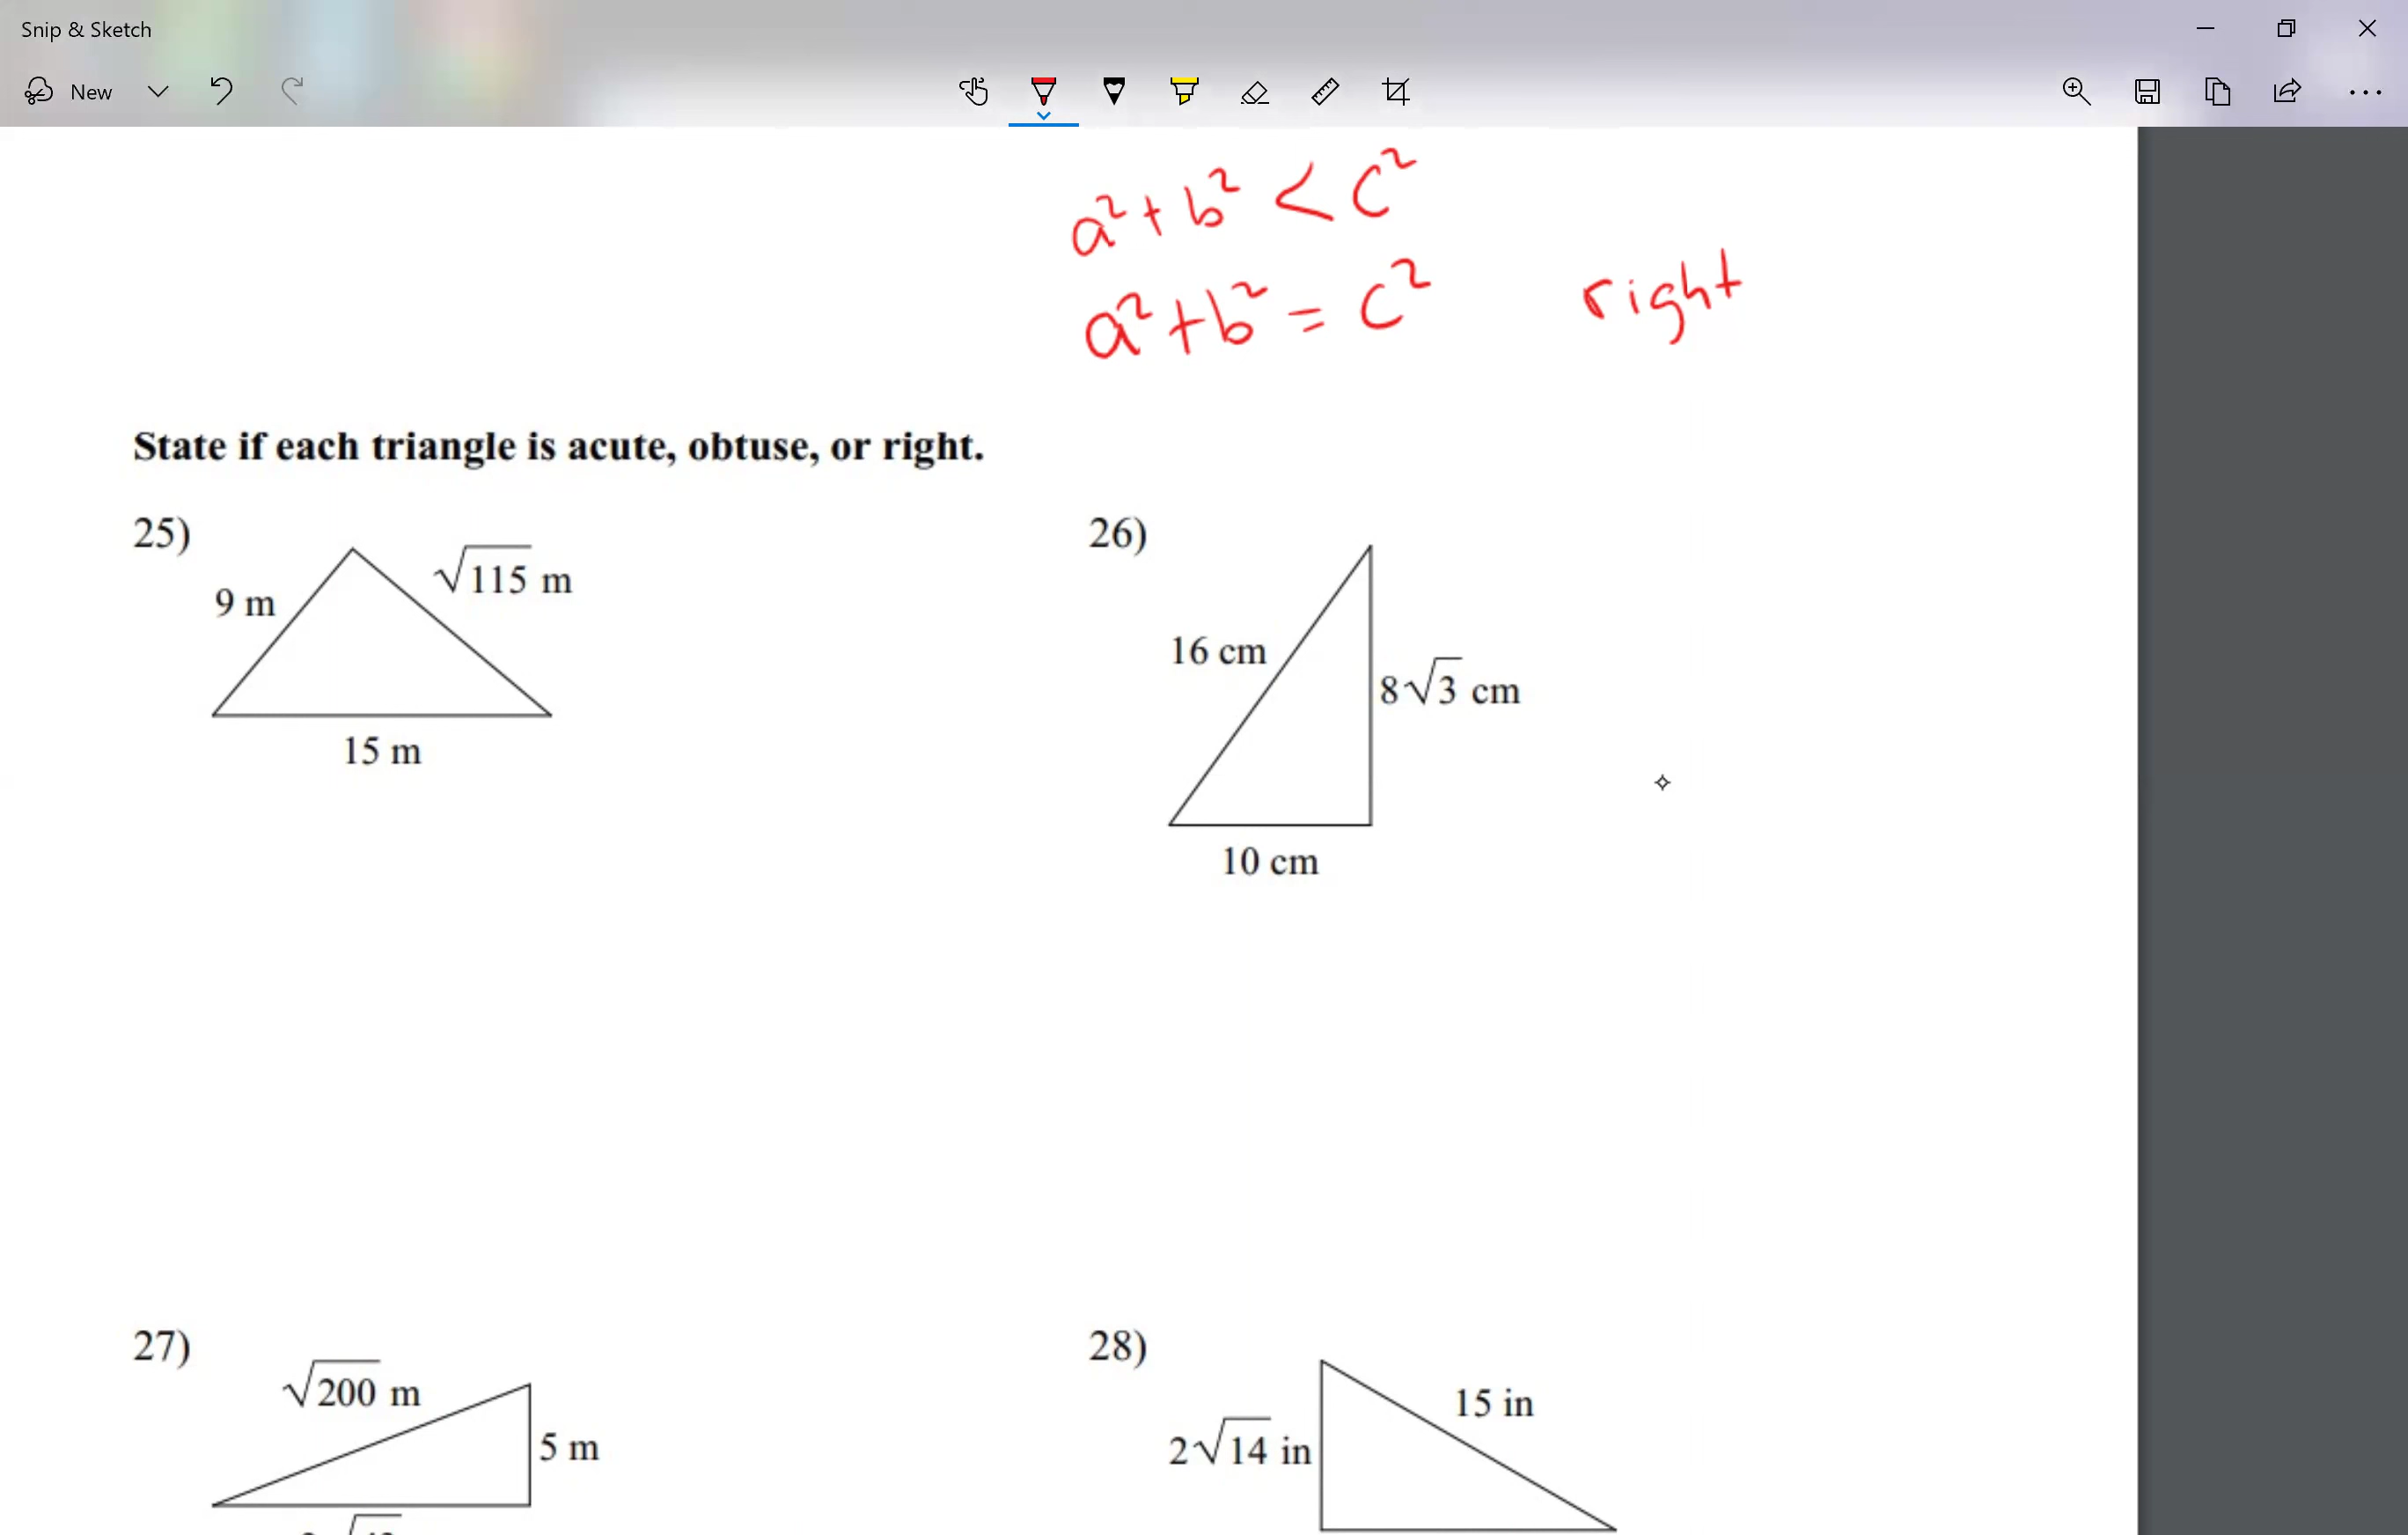 Snip & Sketch
New
a² + b² < c²
a² + b² = c² right
State if each triangle is acute, obtuse, or right.
25)
√115 m
9 m
15 m
26)
16 cm
8√3 cm
10 cm
27)
√200 m
5 m
28)
15 in
2√14 in